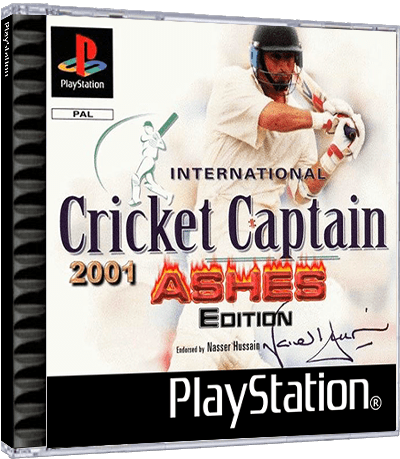 PlayStation
PlayStation
PAL
INTERNATIONAL
Cricket Captain
2001 ASHES
EDITION
Endorsed by Nasser Hussain
PlayStation®